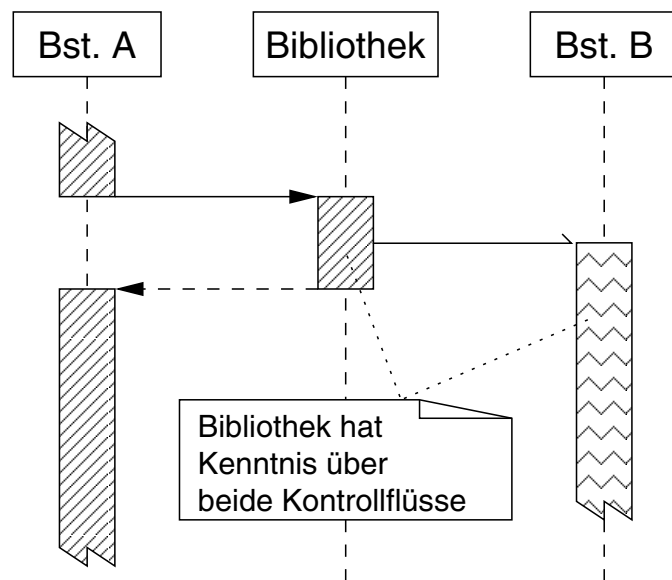 Bst. A
Bibliothek
Bst. B
Bibliothek hat
Kenntnis über
beide Kontrollflüsse